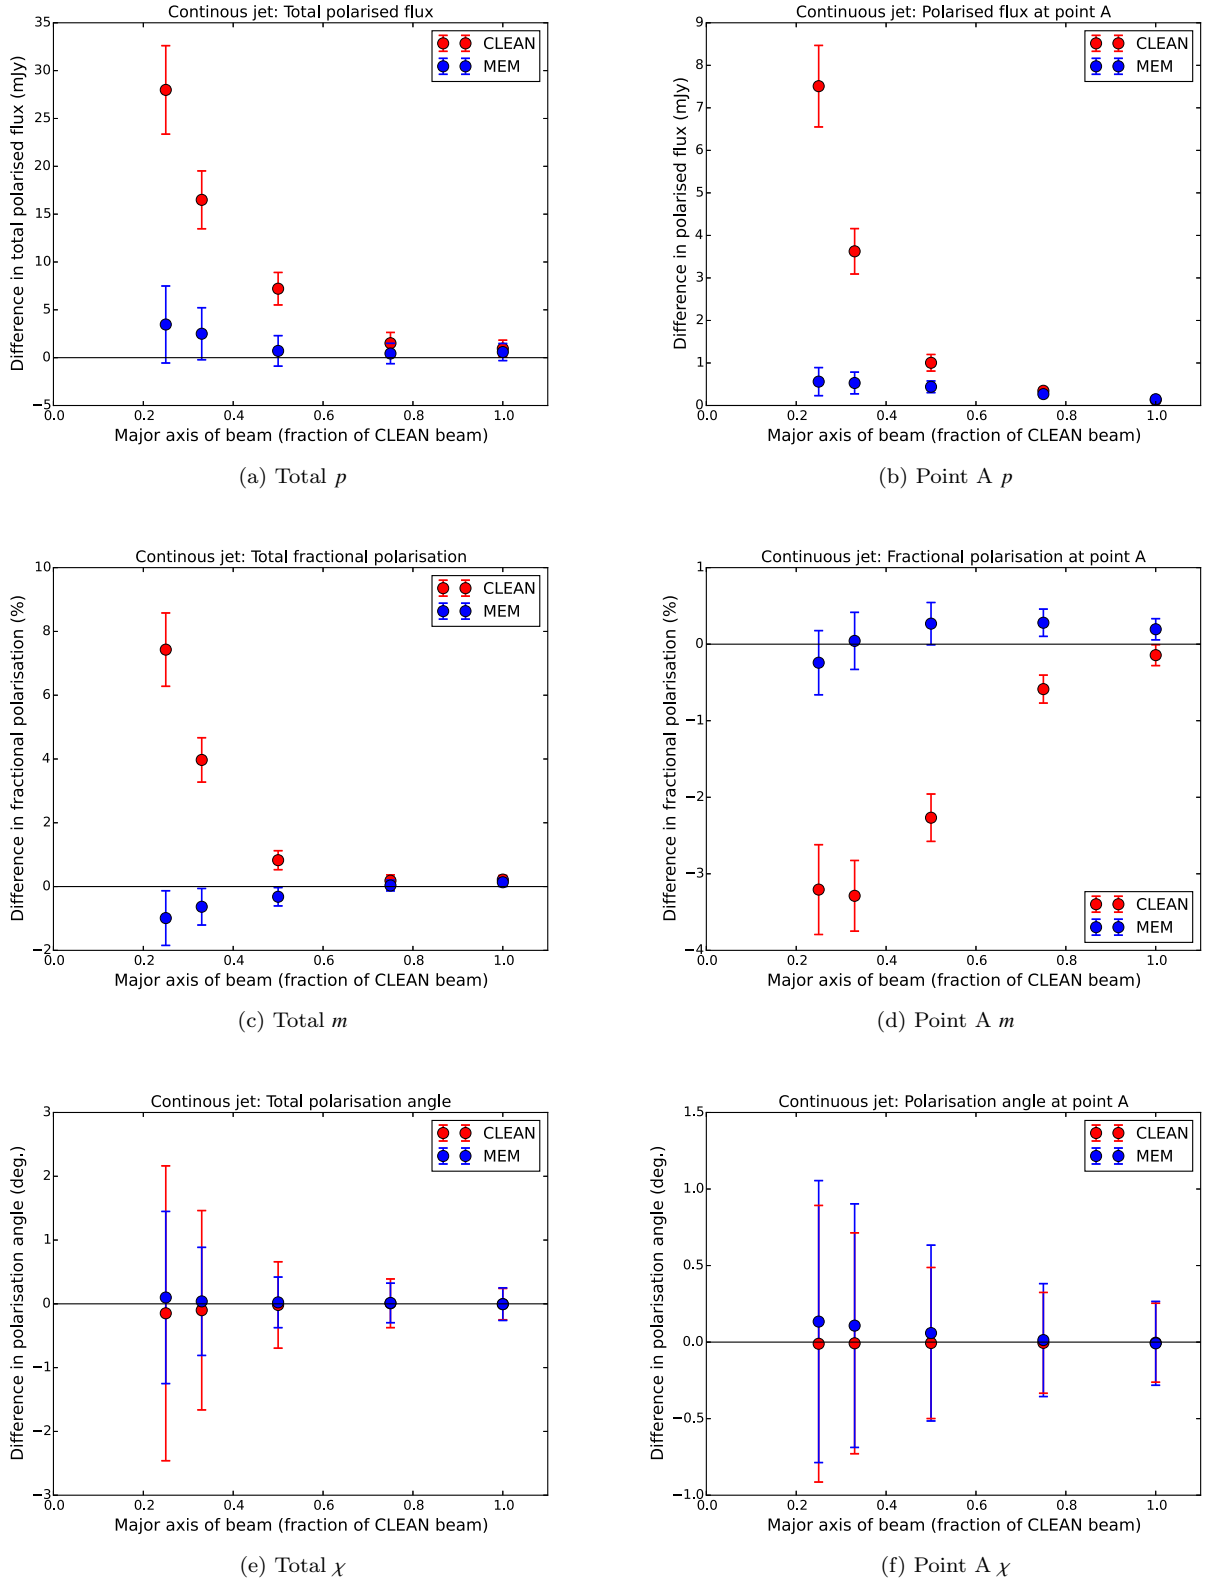 Continous jet: Total polarised flux
35
30
25
20
15
10
5
0
−5
0.0 0.2 0.4 0.6 0.8 1.0
Difference in total polarised flux (mJy)
Major axis of beam (fraction of CLEAN beam)
CLEAN
MEM
(a) Total p
Continuous jet: Polarised flux at point A
9
8
7
6
5
4
3
2
1
0
0.0 0.2 0.4 0.6 0.8 1.0
Difference in polarised flux (mJy)
Major axis of beam (fraction of CLEAN beam)
CLEAN
MEM
(b) Point A p
Continous jet: Total fractional polarisation
10
8
6
4
2
0
−2
0.0 0.2 0.4 0.6 0.8 1.0
Difference in fractional polarisation (%)
Major axis of beam (fraction of CLEAN beam)
CLEAN
MEM
(c) Total m
Continuous jet: Fractional polarisation at point A
1
0
−1
−2
−3
−4
0.0 0.2 0.4 0.6 0.8 1.0
Difference in fractional polarisation (%)
Major axis of beam (fraction of CLEAN beam)
CLEAN
MEM
(d) Point A m
Continous jet: Total polarisation angle
3
2
1
0
−1
−2
−3
0.0 0.2 0.4 0.6 0.8 1.0
Difference in polarisation angle (deg.)
Major axis of beam (fraction of CLEAN beam)
CLEAN
MEM
(e) Total χ
Continuous jet: Polarisation angle at point A
1.5
1.0
0.5
0.0
−0.5
−1.0
0.0 0.2 0.4 0.6 0.8 1.0
Difference in polarisation angle (deg.)
Major axis of beam (fraction of CLEAN beam)
CLEAN
MEM
(f) Point A χ